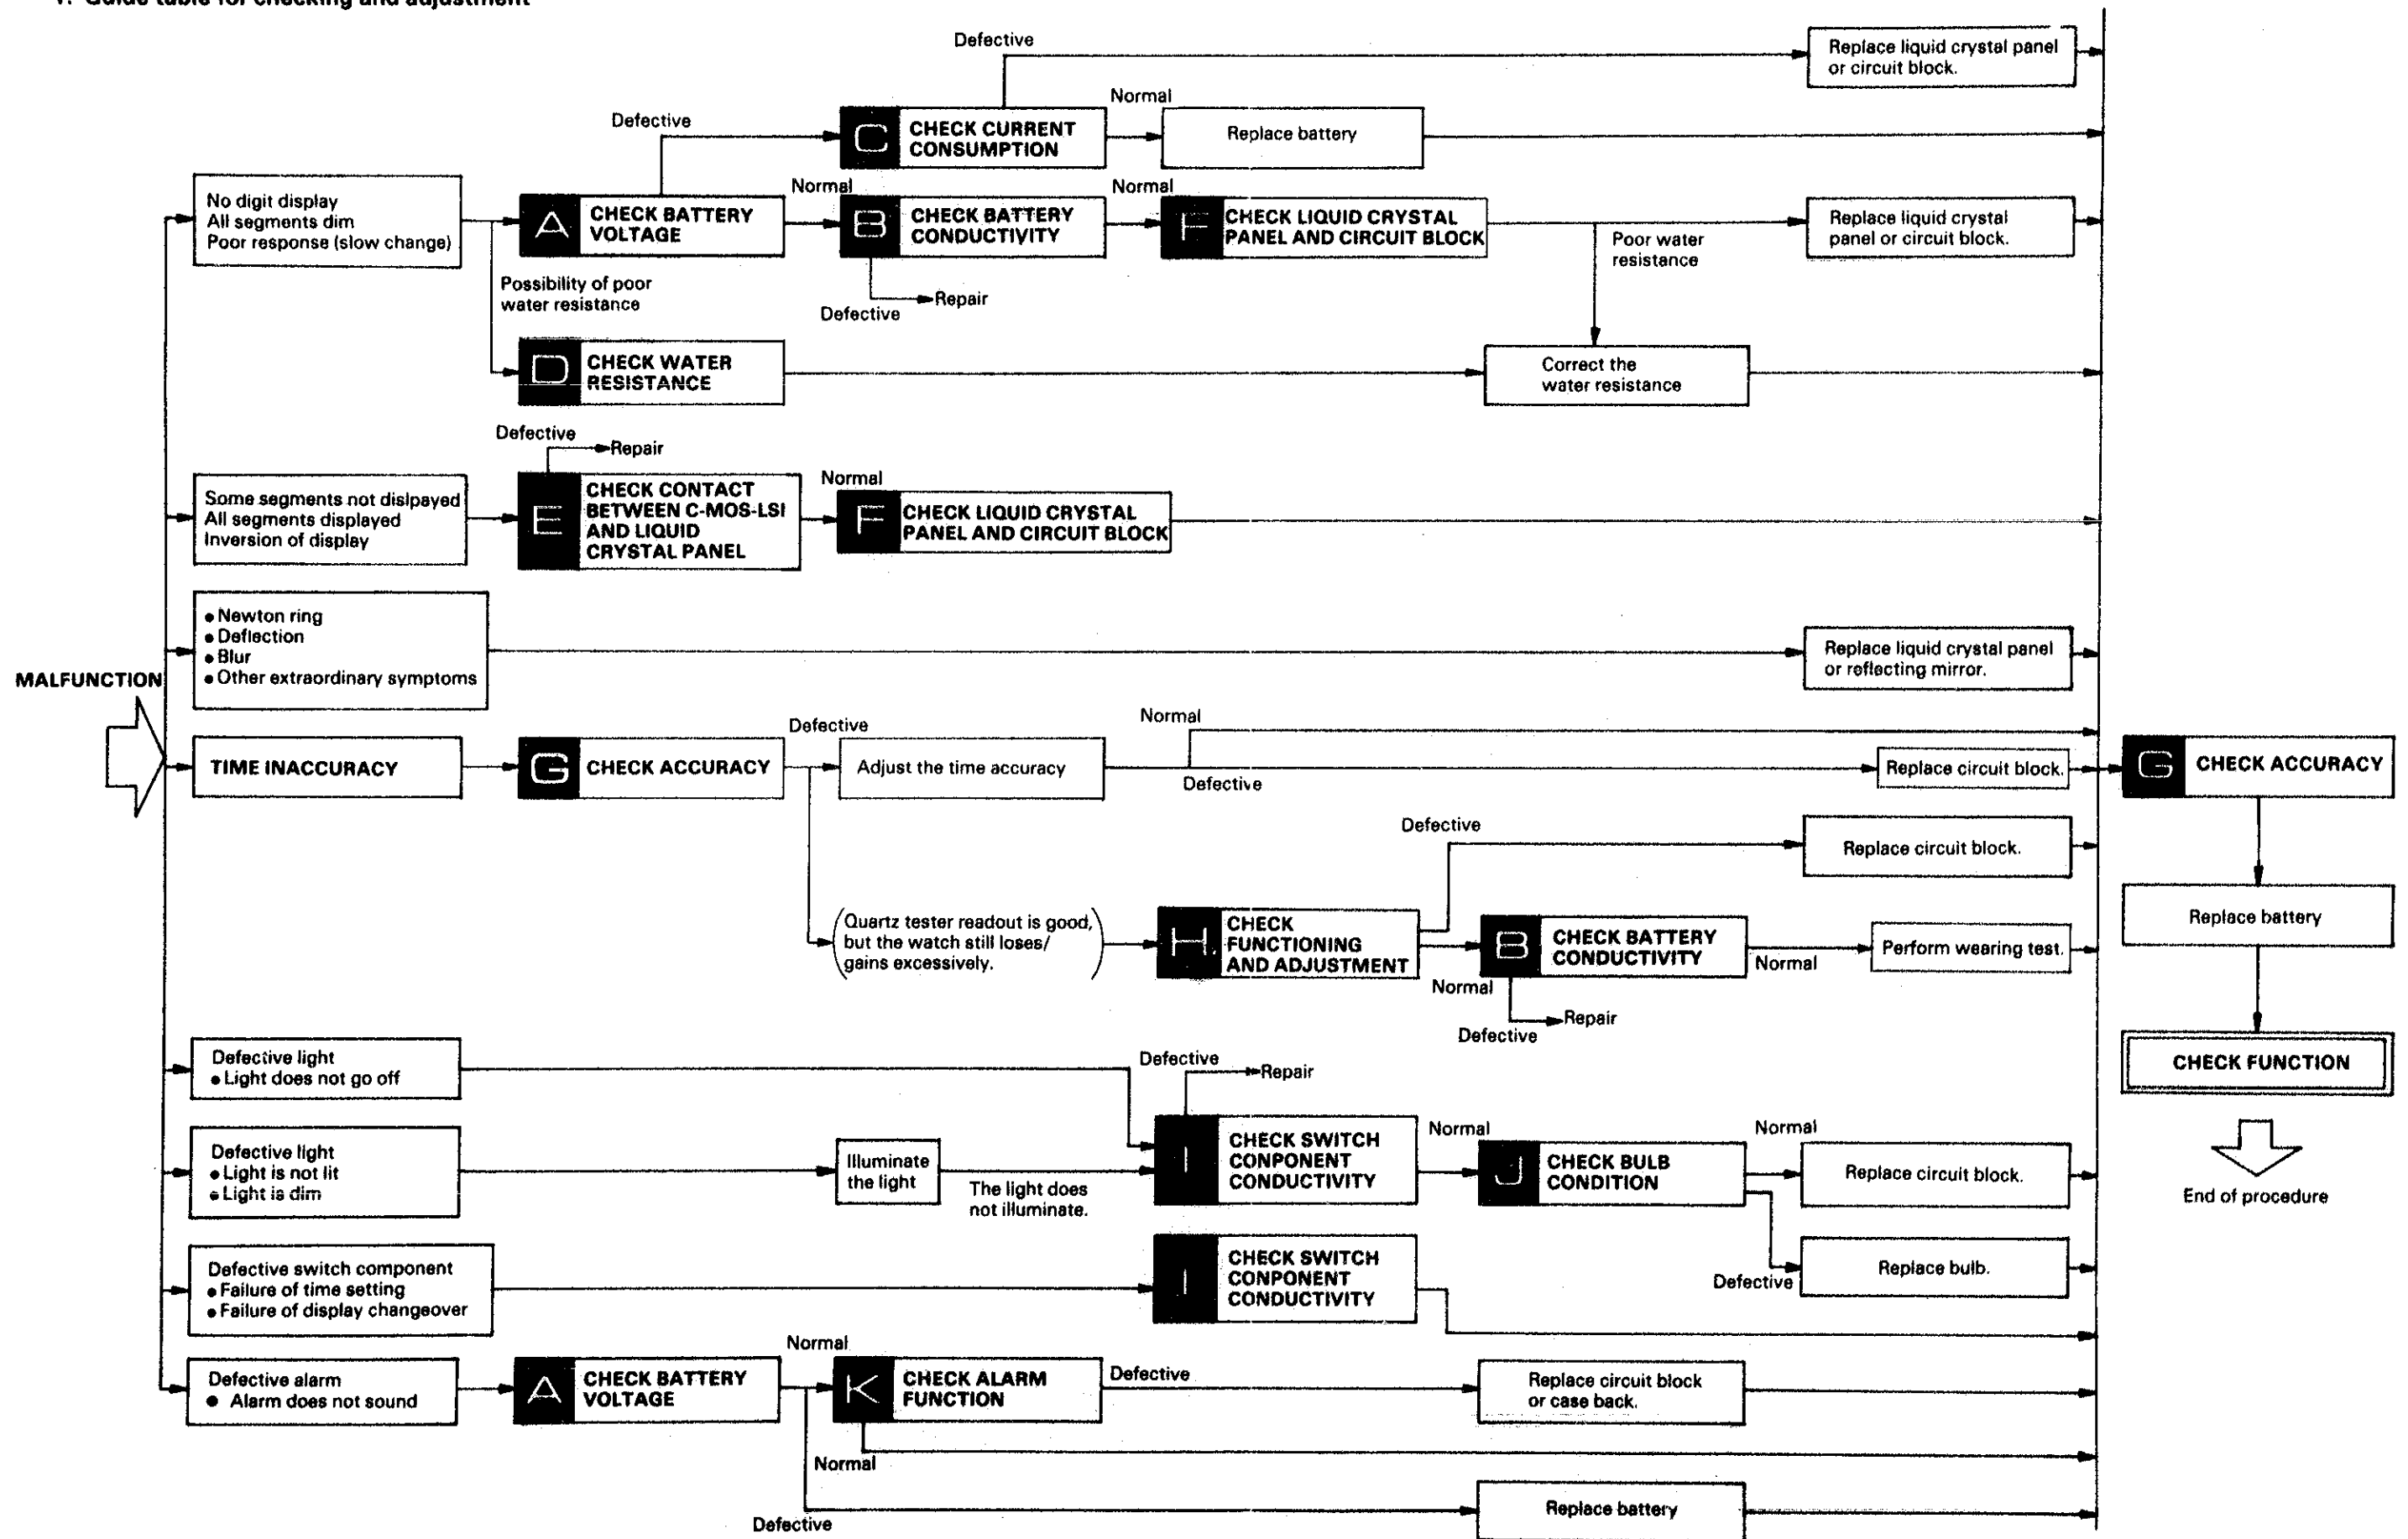 1. Guide table for checking and adjustment
Defective
Replace liquid crystal panel
or circuit block.
Defective
C
CHECK CURRENT
CONSUMPTION
Normal
Replace battery
No digit display
All segments dim
Poor response (slow change)
A
CHECK BATTERY
VOLTAGE
Normal
B
CHECK BATTERY
CONDUCTIVITY
Normal
F
CHECK LIQUID CRYSTAL
PANEL AND CIRCUIT BLOCK
Poor water
resistance
Replace liquid crystal
panel or circuit block.
Possibility of poor
water resistance
Defective
Repair
D
CHECK WATER
RESISTANCE
Correct the
water resistance
Defective
Repair
Some segments not dislpayed
All segments displayed
Inversion of display
E
CHECK CONTACT
BETWEEN C-MOS-LSI
AND LIQUID
CRYSTAL PANEL
Normal
F
CHECK LIQUID CRYSTAL
PANEL AND CIRCUIT BLOCK
● Newton ring
● Deflection
● Blur
● Other extraordinary symptoms
Replace liquid crystal panel
or reflecting mirror.
MALFUNCTION
TIME INACCURACY
G
CHECK ACCURACY
Defective
Adjust the time accuracy
Normal
Defective
Replace circuit block.
G
CHECK ACCURACY
Defective
Replace circuit block.
(Quartz tester readout is good,
but the watch still loses/
gains excessively.)
H
CHECK
FUNCTIONING
AND ADJUSTMENT
Normal
B
CHECK BATTERY
CONDUCTIVITY
Normal
Perform wearing test.
Defective
Repair
Replace battery
CHECK FUNCTION
End of procedure
Defective light
● Light does not go off
Defective
Repair
Defective light
● Light is not lit
● Light is dim
Illuminate
the light
The light does
not illuminate.
I
CHECK SWITCH
CONPONENT
CONDUCTIVITY
Normal
J
CHECK BULB
CONDITION
Normal
Replace circuit block.
Defective
Replace bulb.
Defective switch component
● Failure of time setting
● Failure of display changeover
I
CHECK SWITCH
CONPONENT
CONDUCTIVITY
Defective alarm
● Alarm does not sound
A
CHECK BATTERY
VOLTAGE
Normal
K
CHECK ALARM
FUNCTION
Defective
Replace circuit block
or case back.
Normal
Defective
Replace battery